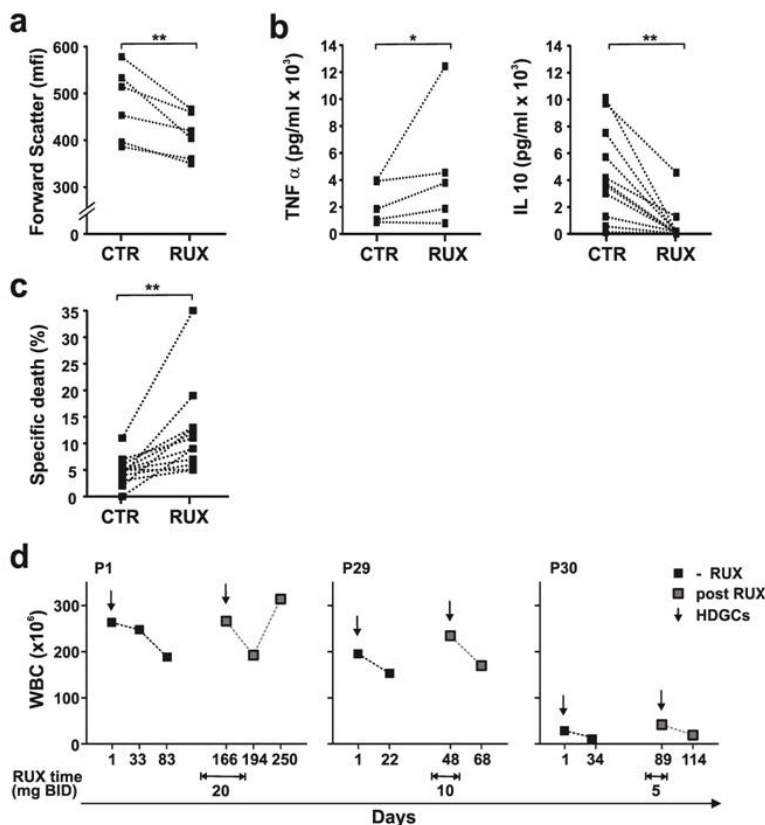 a
**
600
500
400
300
0
Forward Scatter (mfi)
CTR RUX
b
*
14
12
10
8
6
4
2
0
TNF α (pg/ml x 10³)
CTR RUX
**
14
12
10
8
6
4
2
0
IL 10 (pg/ml x 10³)
CTR RUX
c
**
35
30
25
20
15
10
5
0
Specific death (%)
CTR RUX
d
P1 P29 P30
- RUX
post RUX
HDGCs
300
200
100
0
WBC (x10⁶)
1 33 83 166 194 250 1 22 48 68 1 34 89 114
RUX time
(mg BID) 20 10 5
Days